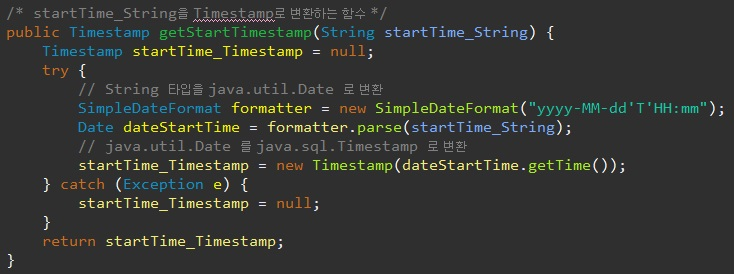 /* startTime_String을 Timestamp로 변환하는 함수 */
public Timestamp getStartTimestamp(String startTime_String) {
    Timestamp startTime_Timestamp = null;
    try {
        // String 타입을 java.util.Date 로 변환
        SimpleDateFormat formatter = new SimpleDateFormat("yyyy-MM-dd'T'HH:mm");
        Date dateStartTime = formatter.parse(startTime_String);
        // java.util.Date 를 java.sql.Timestamp 로 변환
        startTime_Timestamp = new Timestamp(dateStartTime.getTime());
    } catch (Exception e) {
        startTime_Timestamp = null;
    }
    return startTime_Timestamp;
}